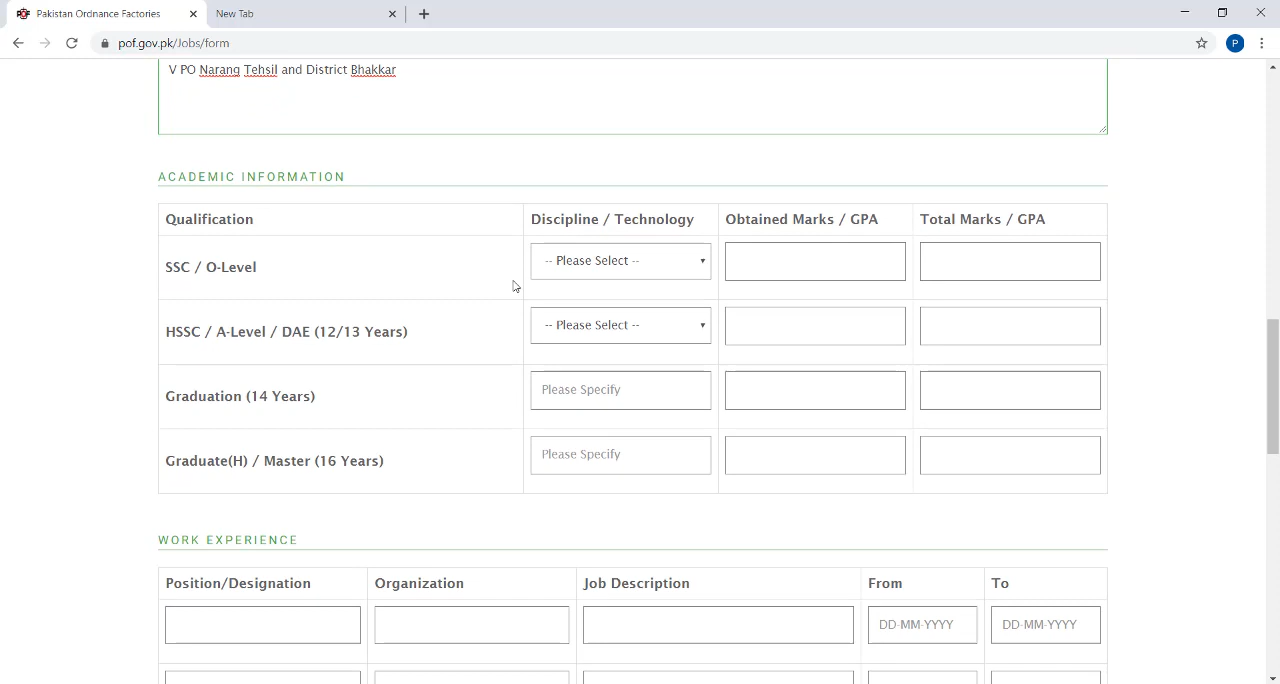 Pakistan Ordnance Factories
New Tab
pof.gov.pk/Jobs/form
P
V PO Narang Tehsil and District Bhakkar
ACADEMIC INFORMATION
Qualification Discipline / Technology Obtained Marks / GPA Total Marks / GPA
SSC / O-Level -- Please Select --
HSSC / A-Level / DAE (12/13 Years) -- Please Select --
Graduation (14 Years) Please Specify
Graduate(H) / Master (16 Years) Please Specify
WORK EXPERIENCE
Position/Designation Organization Job Description From To
DD-MM-YYYY DD-MM-YYYY